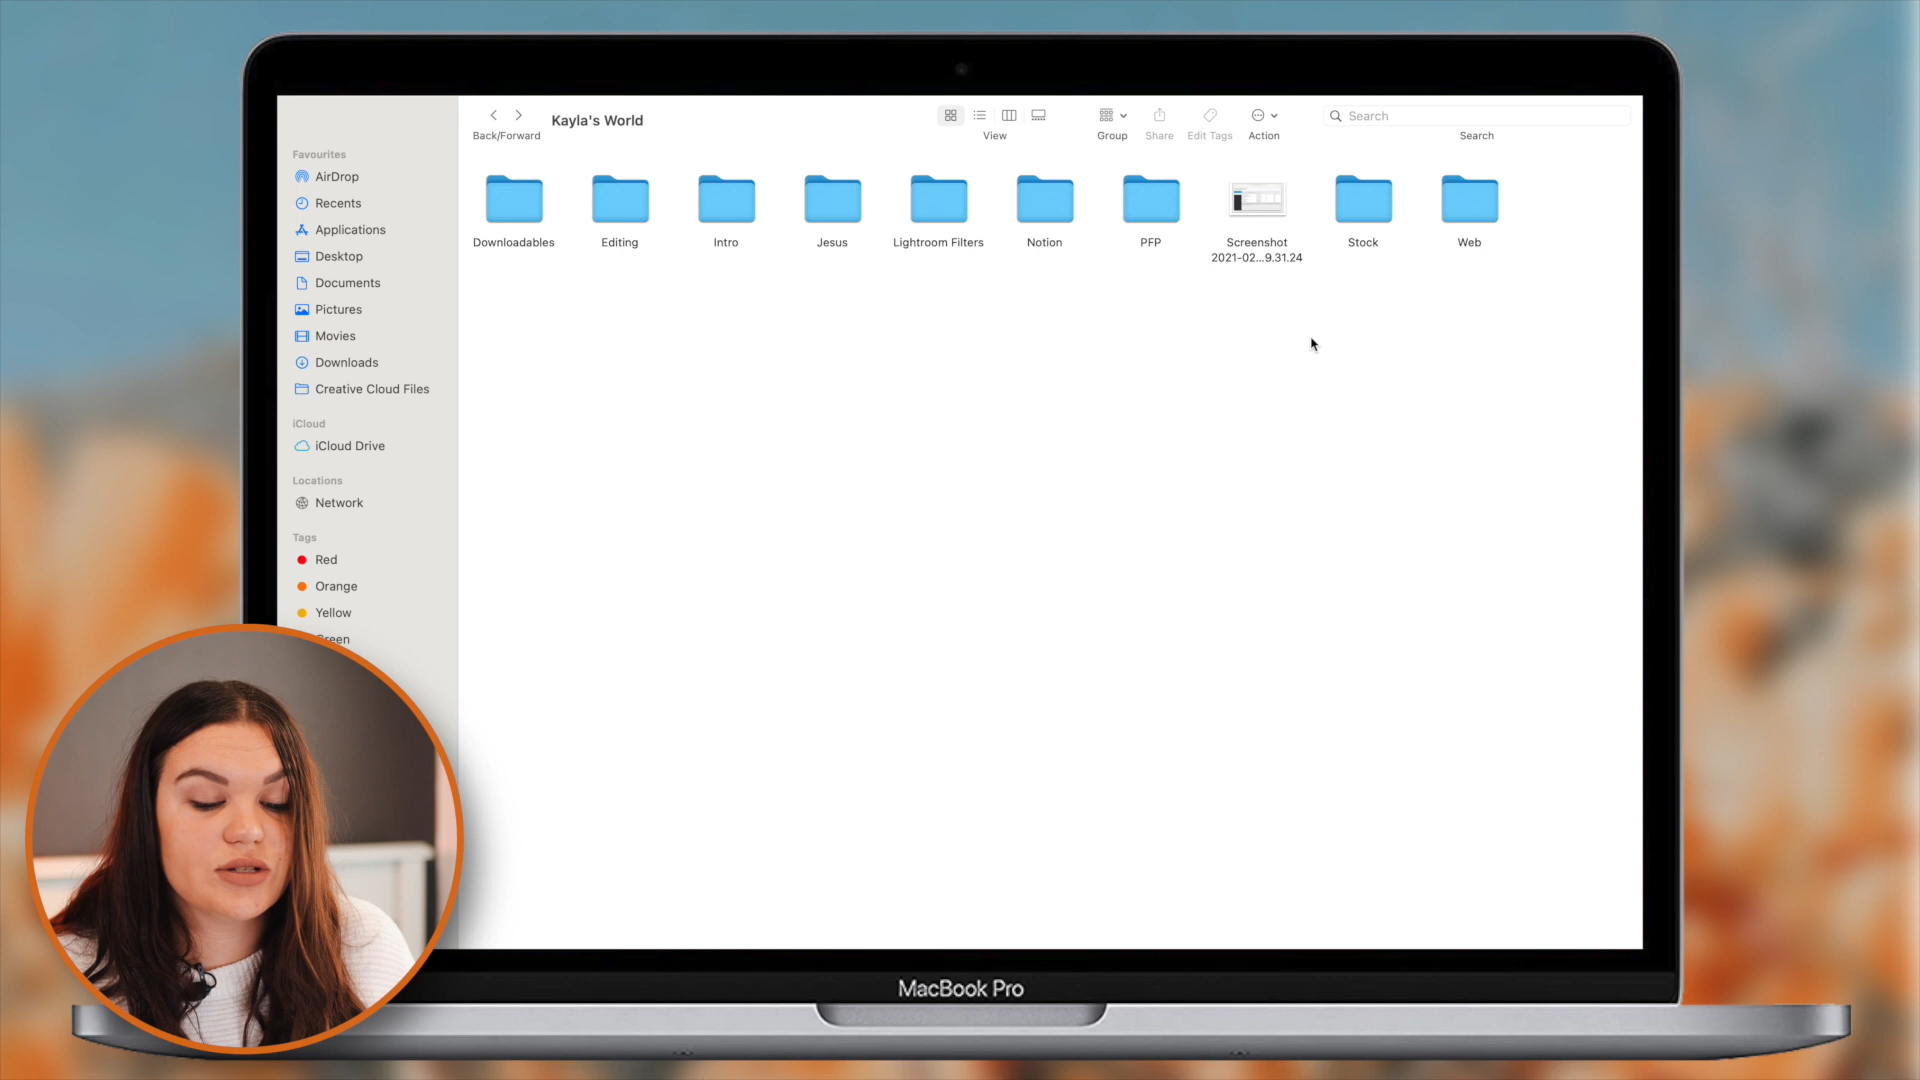 Back/Forward
Kayla's World
View
Group
Share
Edit Tags
Action
Search
Search
Favourites
AirDrop
Recents
Applications
Desktop
Documents
Pictures
Movies
Downloads
Creative Cloud Files
iCloud
iCloud Drive
Locations
Network
Tags
Red
Orange
Yellow
Green
Downloadables
Editing
Intro
Jesus
Lightroom Filters
Notion
PFP
Screenshot
2021-02...9.31.24
Stock
Web
MacBook Pro